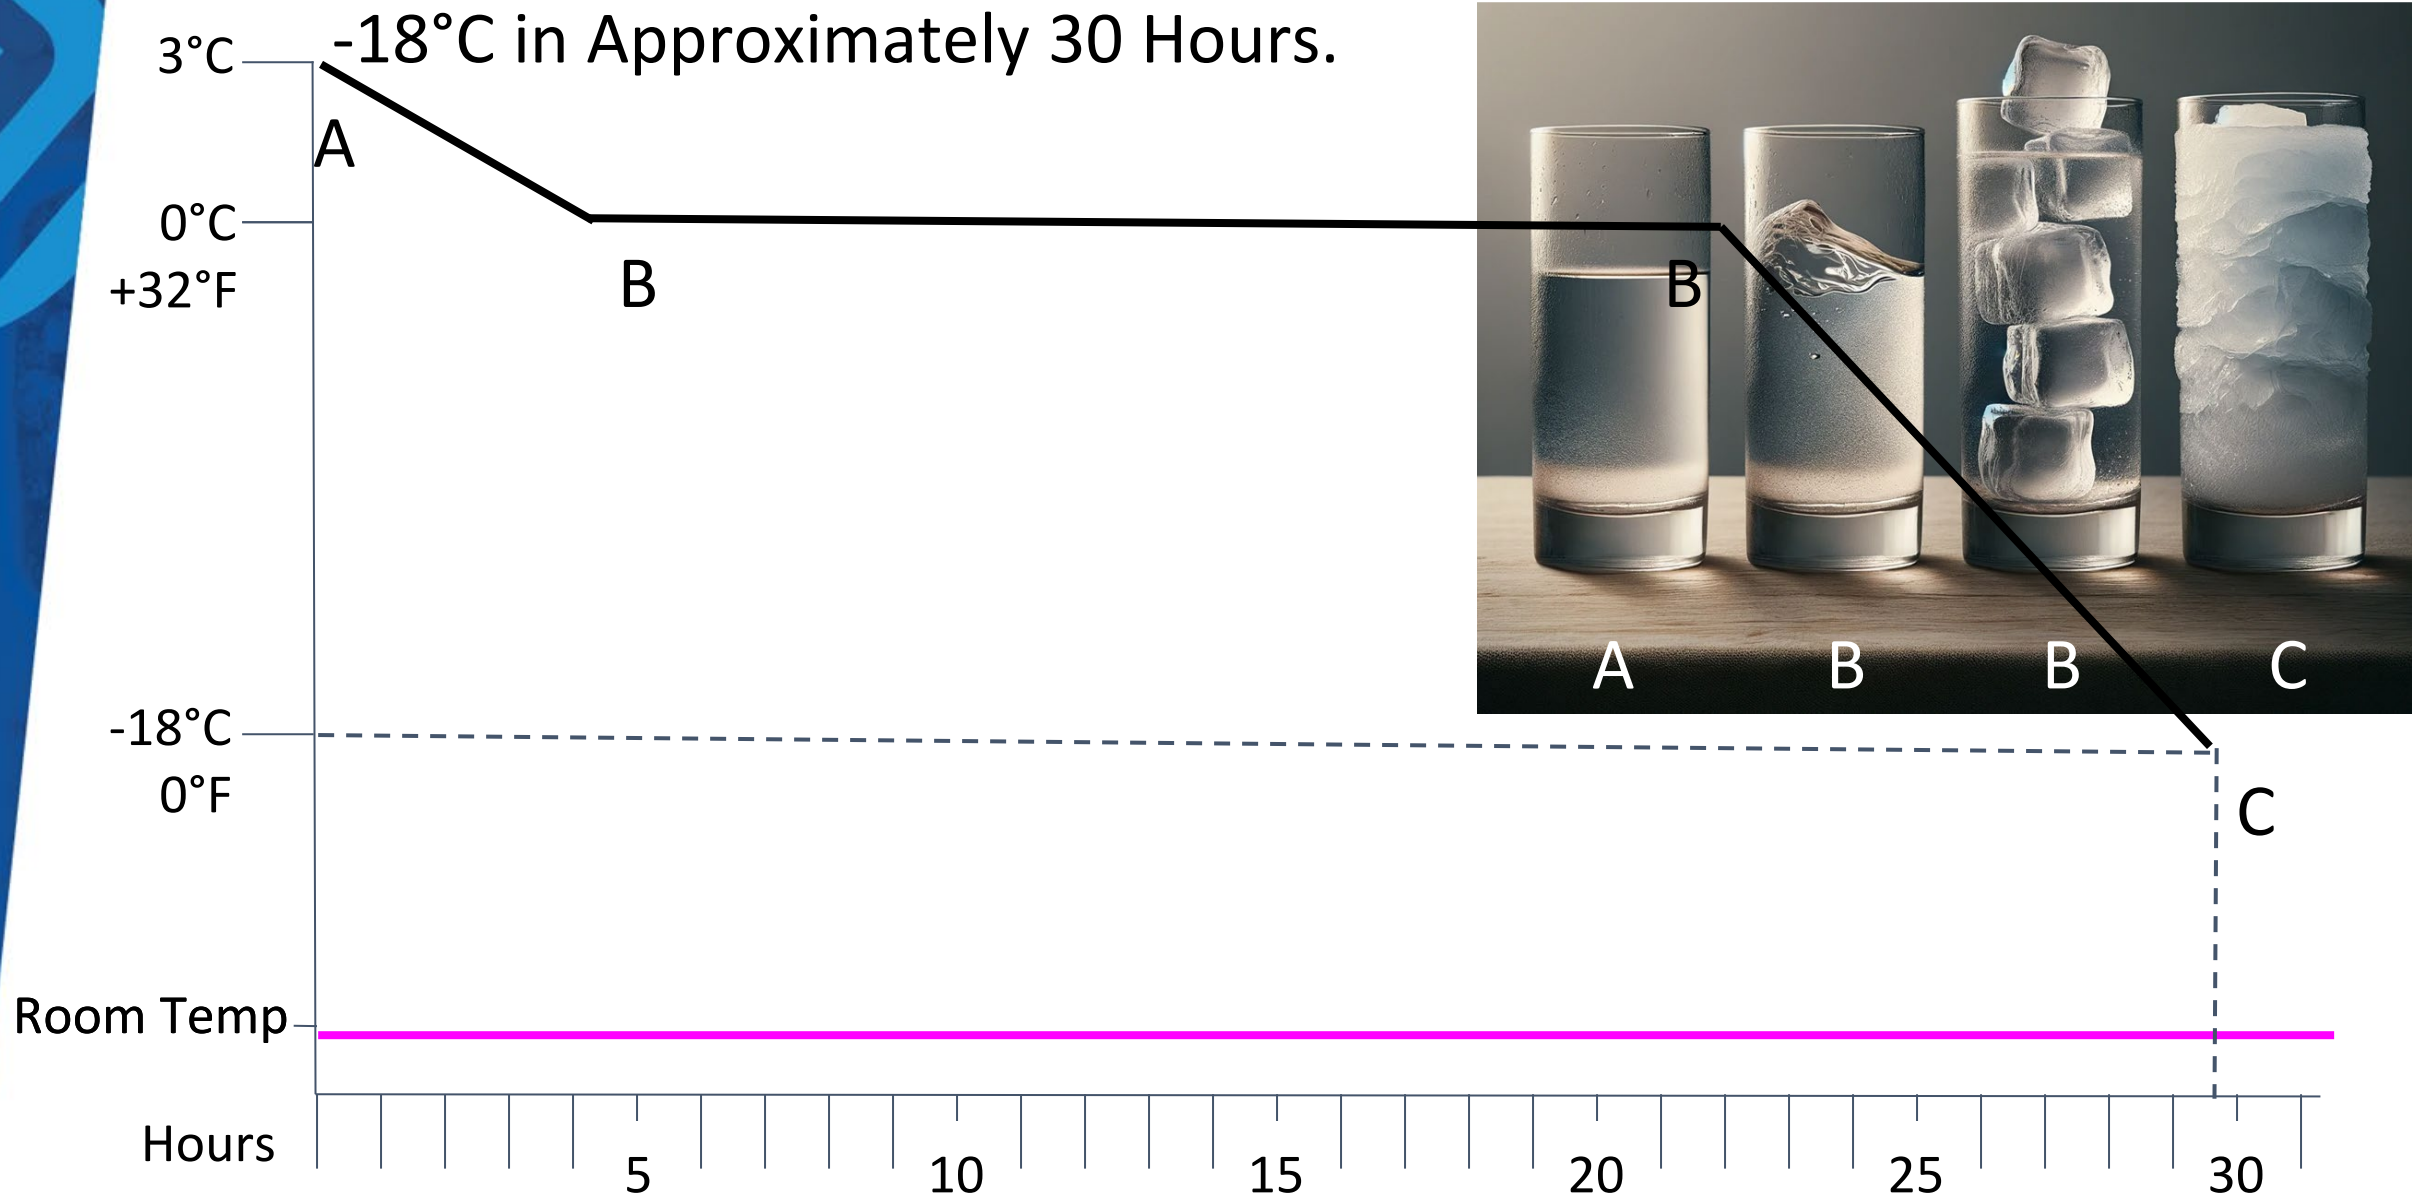 -18°C in Approximately 30 Hours.
3°C
A
0°C
+32°F
B
B
A B B C
-18°C
0°F
C
Room Temp
Hours
5 10 15 20 25 30